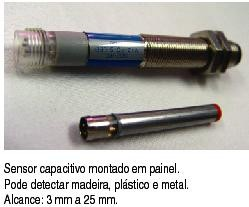 Sensor capacitivo montado em painel.
Pode detectar madeira, plástico e metal.
Alcance: 3 mm a 25 mm.